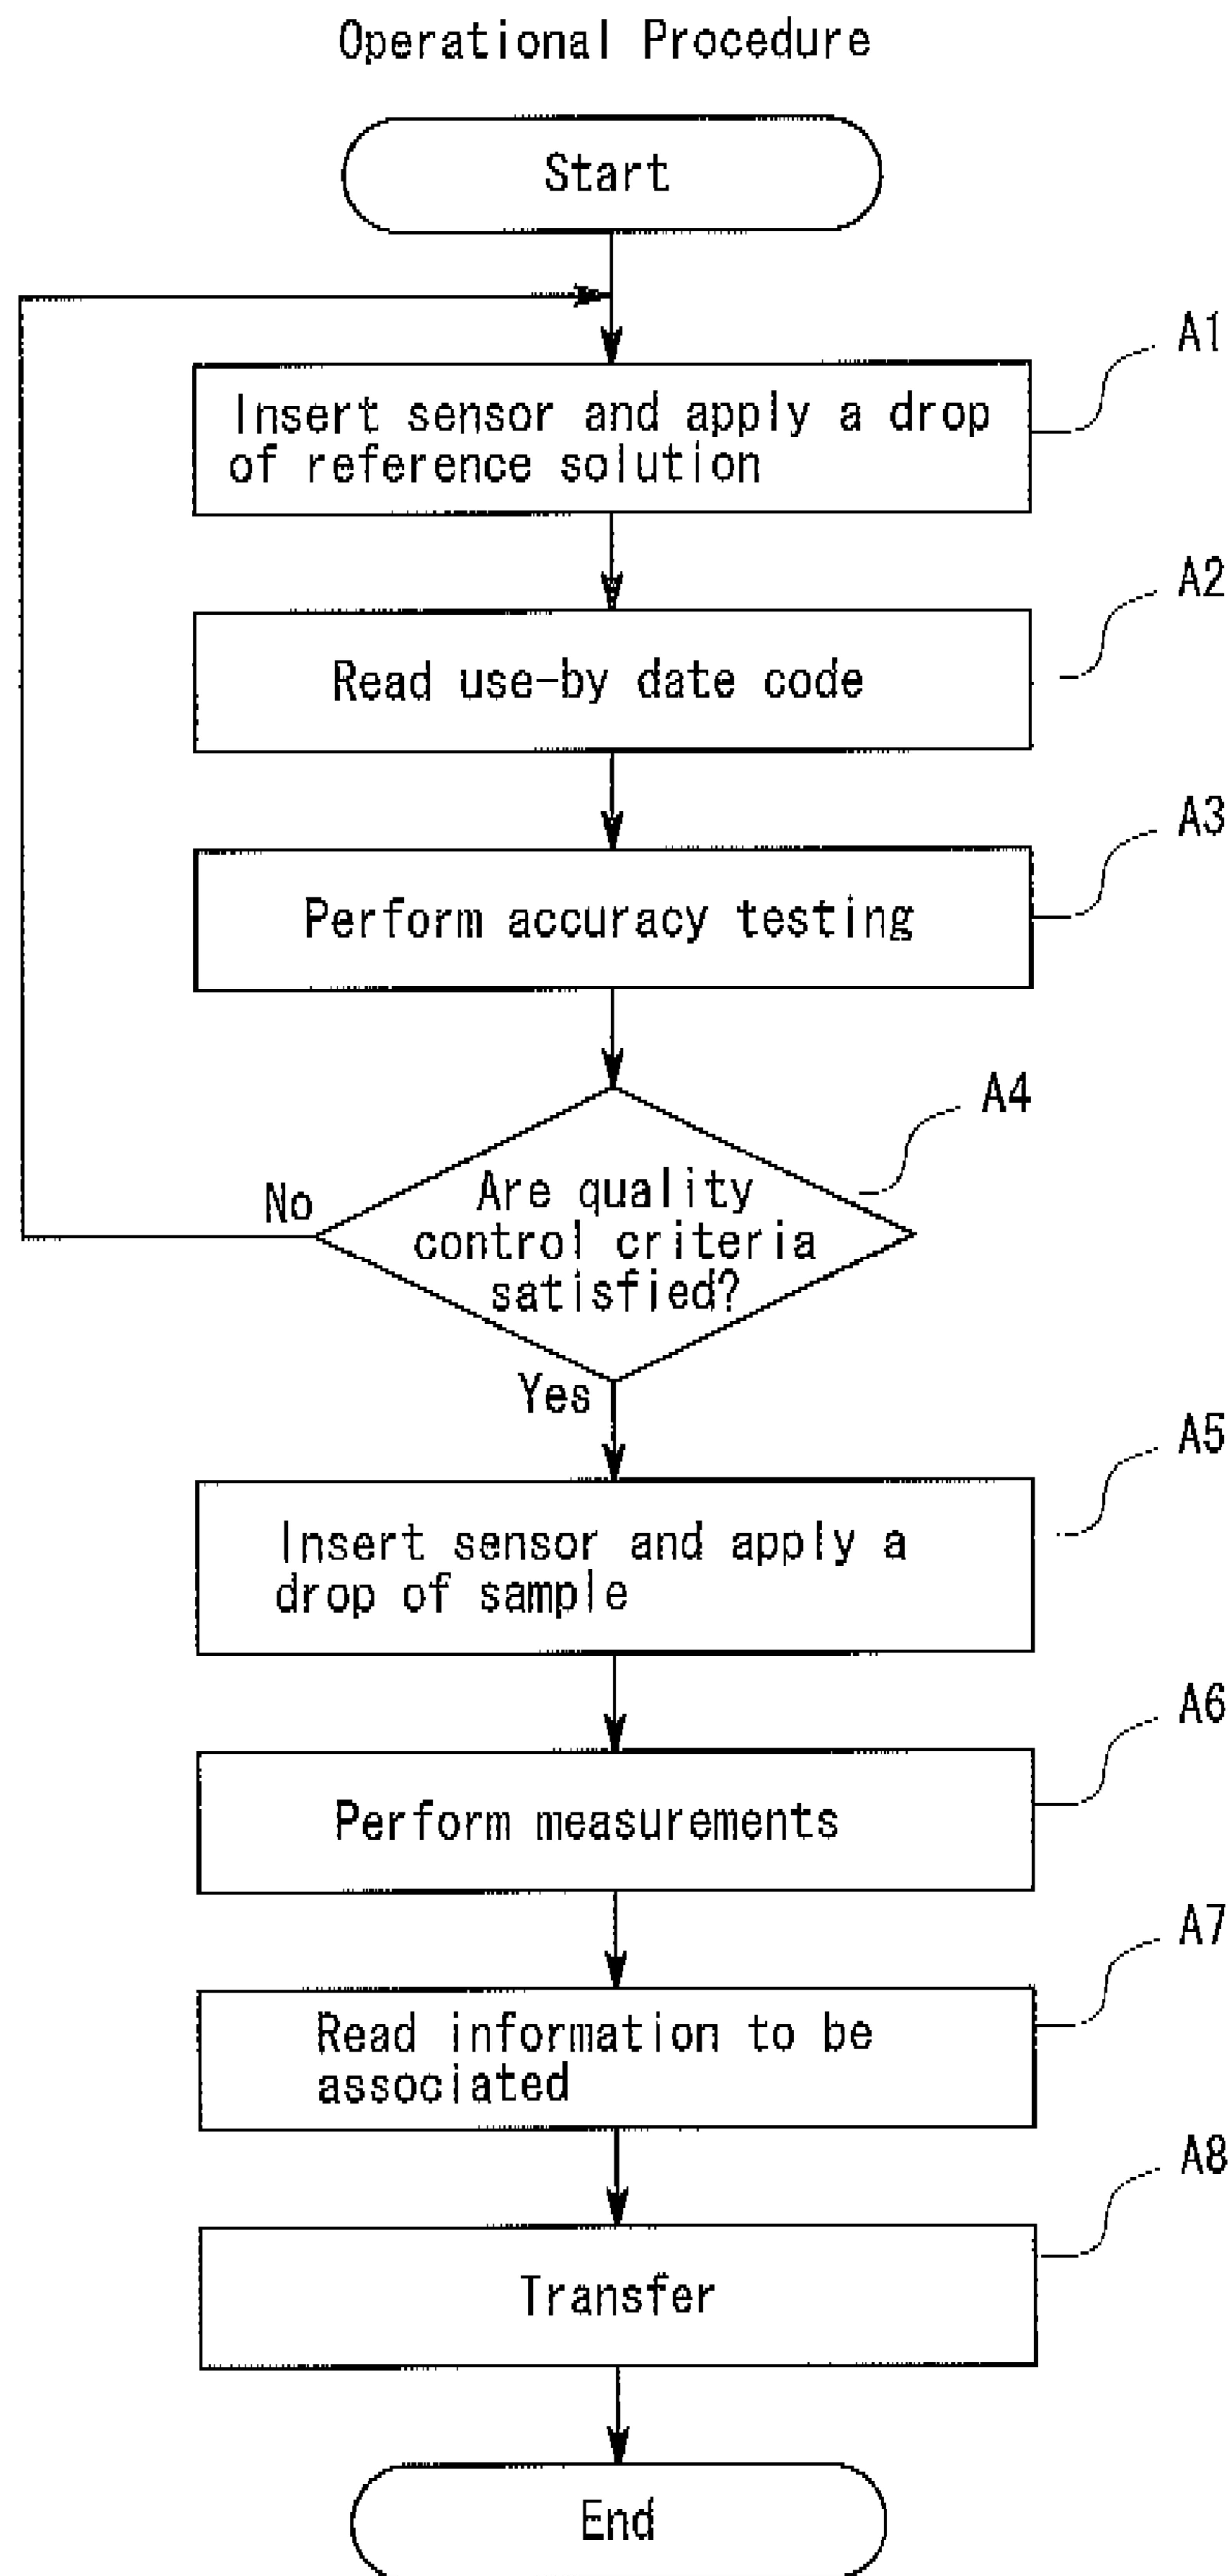 Operational Procedure
Start
A1
Insert sensor and apply a drop
of reference solution
A2
Read use-by date code
A3
Perform accuracy testing
A4
Are quality
control criteria
satisfied?
No
Yes
A5
Insert sensor and apply a
drop of sample
A6
Perform measurements
A7
Read information to be
associated
A8
Transfer
End